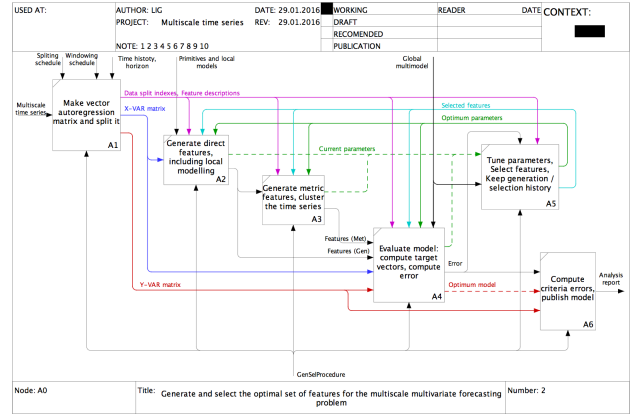 USED AT:
AUTHOR: LIG
DATE: 29.01.2016
WORKING
READER
DATE
CONTEXT:
PROJECT: Multiscale time series
REV: 29.01.2016
DRAFT
RECOMENDED
NOTE: 1 2 3 4 5 6 7 8 9 10
PUBLICATION
Spliting
schedule
Windowing
schedule
Time histoty,
horizon
Primitives and local
models
Global
multimodel
Data split indexes, Feature descriptions
Multiscale
time series
Make vector
autoregression
matrix and split it
A1
X-VAR matrix
Selected features
Optimum parameters
Generate direct
features,
including local
modelling
A2
Current parameters
Tune parameters,
Select features,
Keep generation /
selection history
A5
Generate metric
features, cluster
the time series
A3
Features (Met)
Features (Gen)
Evaluate model:
compute target
vectors, compute
error
A4
Error
Y-VAR matrix
Optimum model
Compute
criteria errors,
publish model
A6
Analysis
report
GenSelProcedure
Node: A0
Title: Generate and select the optimal set of features for the multiscale multivariate forecasting
problem
Number: 2